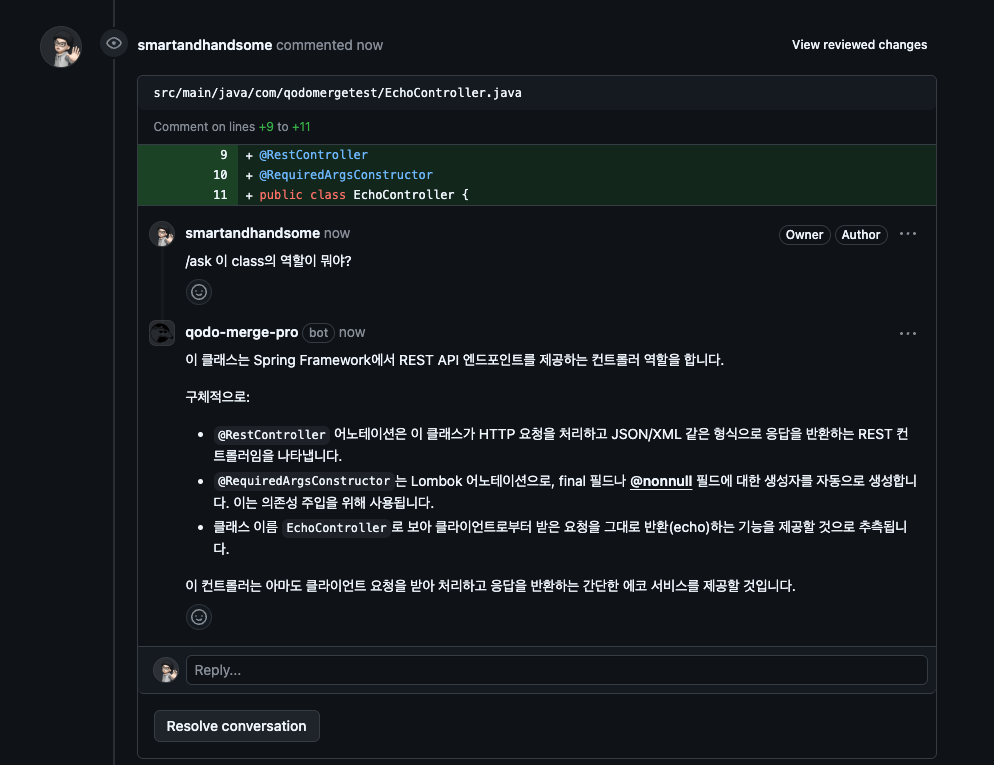 smartandhandsome commented now
View reviewed changes
src/main/java/com/qodomergetest/EchoController.java
Comment on lines +9 to +11
9 + @RestController
10 + @RequiredArgsConstructor
11 + public class EchoController {
smartandhandsome now
Owner Author ...
/ask 이 class의 역할이 뭐야?
qodo-merge-pro bot now
...
이 클래스는 Spring Framework에서 REST API 엔드포인트를 제공하는 컨트롤러 역할을 합니다.
구체적으로:
• @RestController 어노테이션은 이 클래스가 HTTP 요청을 처리하고 JSON/XML 같은 형식으로 응답을 반환하는 REST 컨
트롤러임을 나타냅니다.
• @RequiredArgsConstructor 는 Lombok 어노테이션으로, final 필드나 @nonnull 필드에 대한 생성자를 자동으로 생성합니
다. 이는 의존성 주입을 위해 사용됩니다.
• 클래스 이름 EchoController 로 보아 클라이언트로부터 받은 요청을 그대로 반환(echo)하는 기능을 제공할 것으로 추측됩니
다.
이 컨트롤러는 아마도 클라이언트 요청을 받아 처리하고 응답을 반환하는 간단한 에코 서비스를 제공할 것입니다.
Reply...
Resolve conversation